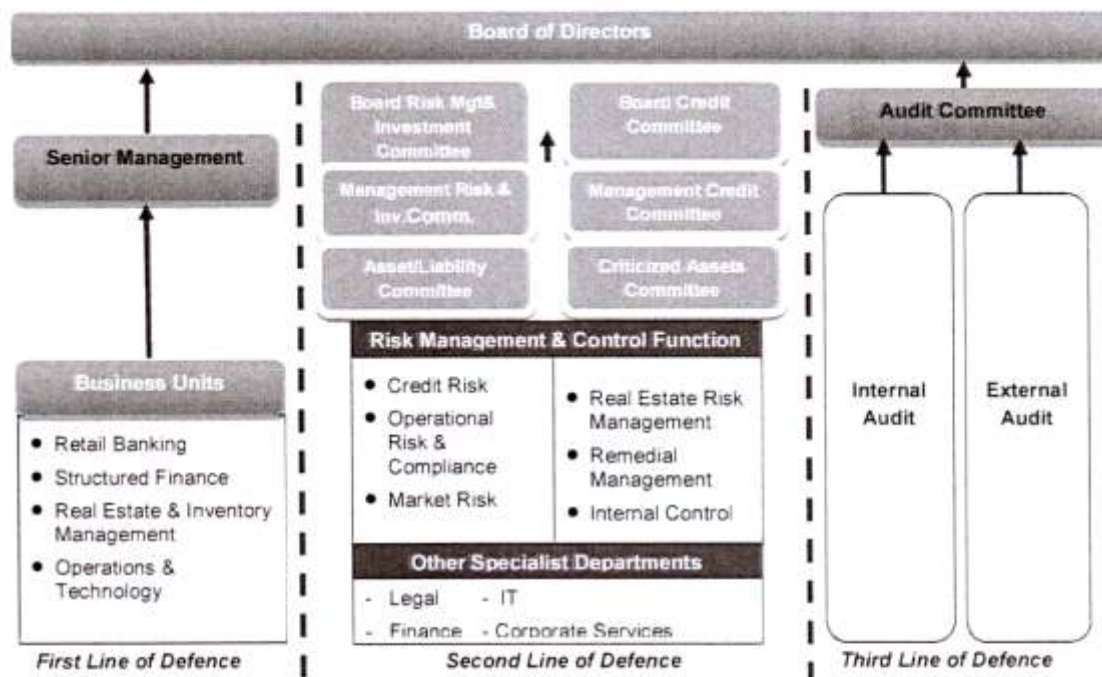 Board of Directors
Senior Management
Business Units
● Retail Banking
● Structured Finance
● Real Estate & Inventory
Management
● Operations &
Technology
First Line of Defence
Board Risk Mgt&
Investment
Committee
Board Credit
Committee
Management Risk &
Inv.Comm.
Management Credit
Committee
Asset/Liability
Committee
Criticized Assets
Committee
Risk Management & Control Function
● Credit Risk
● Operational
Risk &
Compliance
● Market Risk
● Real Estate Risk
Management
● Remedial
Management
● Internal Control
Other Specialist Departments
- Legal - IT
- Finance - Corporate Services
Second Line of Defence
Audit Committee
Internal
Audit
External
Audit
Third Line of Defence